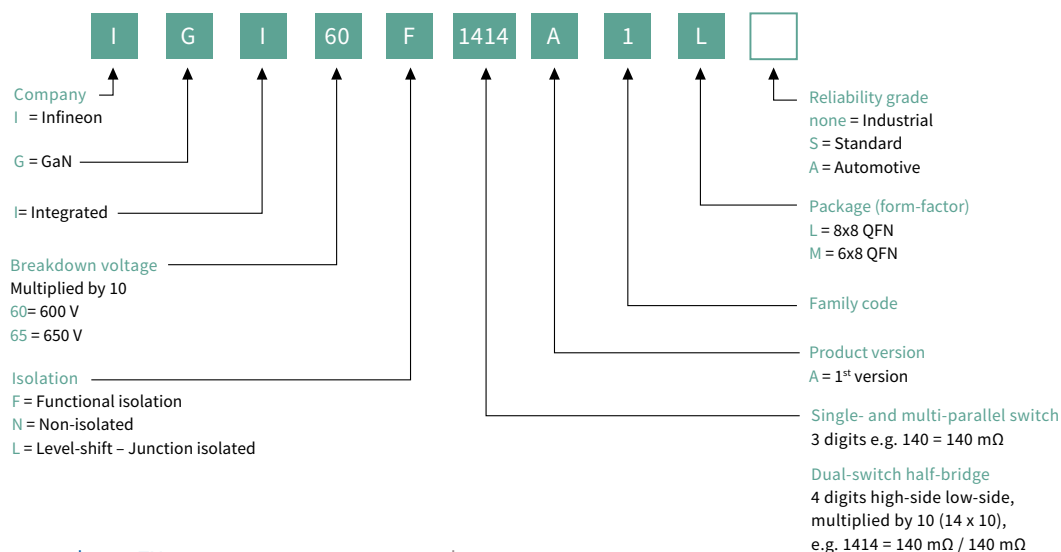 I G I 60 F 1414 A 1 L
Company
I = Infineon
G = GaN
I= Integrated
Breakdown voltage
Multiplied by 10
60= 600 V
65 = 650 V
Isolation
F = Functional isolation
N = Non-isolated
L = Level-shift – Junction isolated
Reliability grade
none = Industrial
S = Standard
A = Automotive
Package (form-factor)
L = 8x8 QFN
M = 6x8 QFN
Family code
Product version
A = 1st version
Single- and multi-parallel switch
3 digits e.g. 140 = 140 mΩ
Dual-switch half-bridge
4 digits high-side low-side,
multiplied by 10 (14 x 10),
e.g. 1414 = 140 mΩ / 140 mΩ